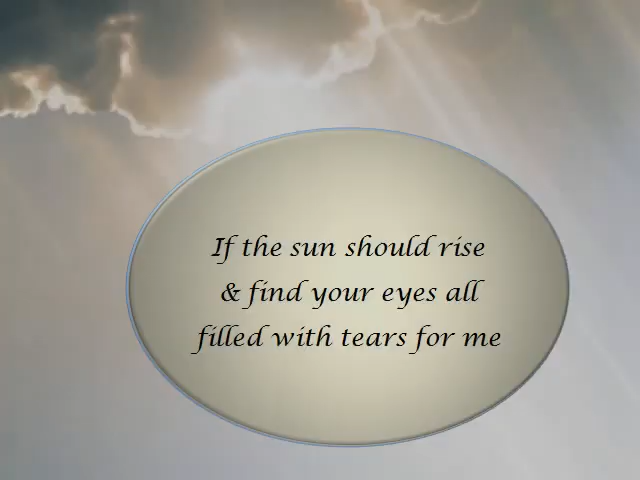 If the sun should rise
& find your eyes all
filled with tears for me